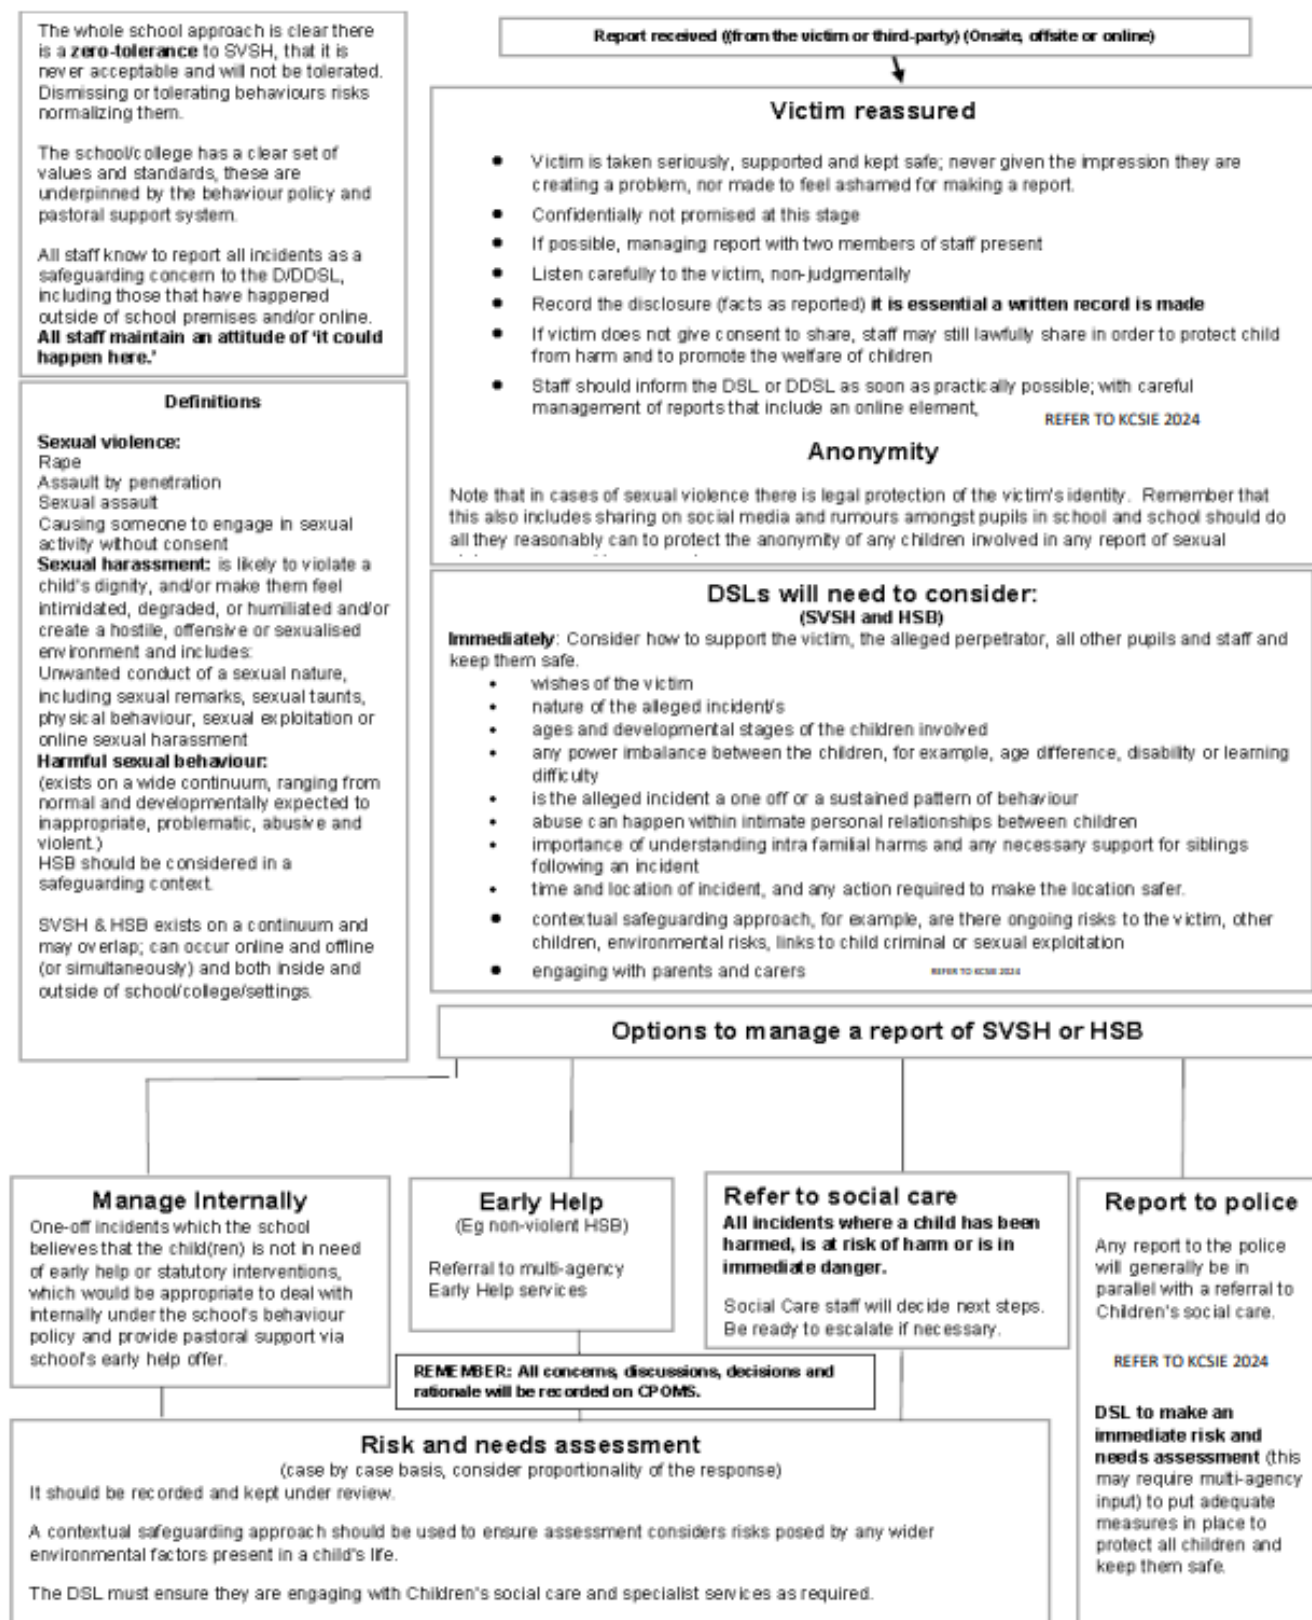 The whole school approach is clear there
is a zero-tolerance to SVSH, that it is
never acceptable and will not be tolerated.
Dismissing or tolerating behaviours risks
normalizing them.
The school/college has a clear set of
values and standards, these are
underpinned by the behaviour policy and
pastoral support system.
All staff know to report all incidents as a
safeguarding concern to the D/DDSL,
including those that have happened
outside of school premises and/or online.
All staff maintain an attitude of 'it could
happen here.'
Definitions
Sexual violence:
Rape
Assault by penetration
Sexual assault
Causing someone to engage in sexual
activity without consent
Sexual harassment: is likely to violate a
child's dignity, and/or make them feel
intimidated, degraded, or humiliated and/or
create a hostile, offensive or sexualised
environment and includes:
Unwanted conduct of a sexual nature,
including sexual remarks, sexual taunts,
physical behaviour, sexual exploitation or
online sexual harassment
Harmful sexual behaviour:
(exists on a wide continuum, ranging from
normal and developmentally expected to
inappropriate, problematic, abusive and
violent.)
HSB should be considered in a
safeguarding context.
SVSH & HSB exists on a continuum and
may overlap; can occur online and offline
(or simultaneously) and both inside and
outside of school/college/settings.
Report received ((from the victim or third-party) (Onsite, offsite or online)
Victim reassured
● Victim is taken seriously, supported and kept safe; never given the impression they are
creating a problem, nor made to feel ashamed for making a report.
● Confidentially not promised at this stage
● If possible, managing report with two members of staff present
● Listen carefully to the victim, non-judgmentally
● Record the disclosure (facts as reported) it is essential a written record is made
● If victim does not give consent to share, staff may still lawfully share in order to protect child
from harm and to promote the welfare of children
● Staff should inform the DSL or DDSL as soon as practically possible; with careful
management of reports that include an online element,
REFER TO KCSIE 2024
Anonymity
Note that in cases of sexual violence there is legal protection of the victim's identity. Remember that
this also includes sharing on social media and rumours amongst pupils in school and school should do
all they reasonably can to protect the anonymity of any children involved in any report of sexual
DSLs will need to consider:
(SVSH and HSB)
Immediately: Consider how to support the victim, the alleged perpetrator, all other pupils and staff and
keep them safe.
• wishes of the victim
• nature of the alleged incident/s
• ages and developmental stages of the children involved
• any power imbalance between the children, for example, age difference, disability or learning
difficulty
• is the alleged incident a one off or a sustained pattern of behaviour
• abuse can happen within intimate personal relationships between children
• importance of understanding intra familial harms and any necessary support for siblings
following an incident
• time and location of incident, and any action required to make the location safer.
● contextual safeguarding approach, for example, are there ongoing risks to the victim, other
children, environmental risks, links to child criminal or sexual exploitation
● engaging with parents and carers
REFER TO KCSIE 2024
Options to manage a report of SVSH or HSB
Manage Internally
One-off incidents which the school
believes that the child(ren) is not in need
of early help or statutory interventions,
which would be appropriate to deal with
internally under the school's behaviour
policy and provide pastoral support via
school's early help offer.
Early Help
(Eg non-violent HSB)
Referral to multi-agency
Early Help services
Refer to social care
All incidents where a child has been
harmed, is at risk of harm or is in
immediate danger.
Social Care staff will decide next steps.
Be ready to escalate if necessary.
Report to police
Any report to the police
will generally be in
parallel with a referral to
Children's social care.
REFER TO KCSIE 2024
DSL to make an
immediate risk and
needs assessment (this
may require multi-agency
input) to put adequate
measures in place to
protect all children and
keep them safe.
REMEMBER: All concerns, discussions, decisions and
rationale will be recorded on CPOMS.
Risk and needs assessment
(case by case basis, consider proportionality of the response)
It should be recorded and kept under review.
A contextual safeguarding approach should be used to ensure assessment considers risks posed by any wider
environmental factors present in a child's life.
The DSL must ensure they are engaging with Children's social care and specialist services as required.